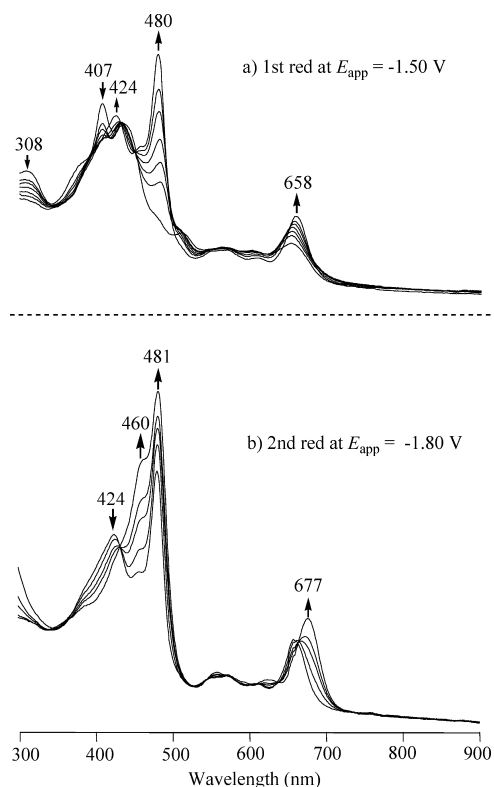 480
a) 1st red at Eapp = -1.50 V
407
424
308
658
481
460
b) 2nd red at Eapp = -1.80 V
424
677
300 400 500 600 700 800 900
Wavelength (nm)